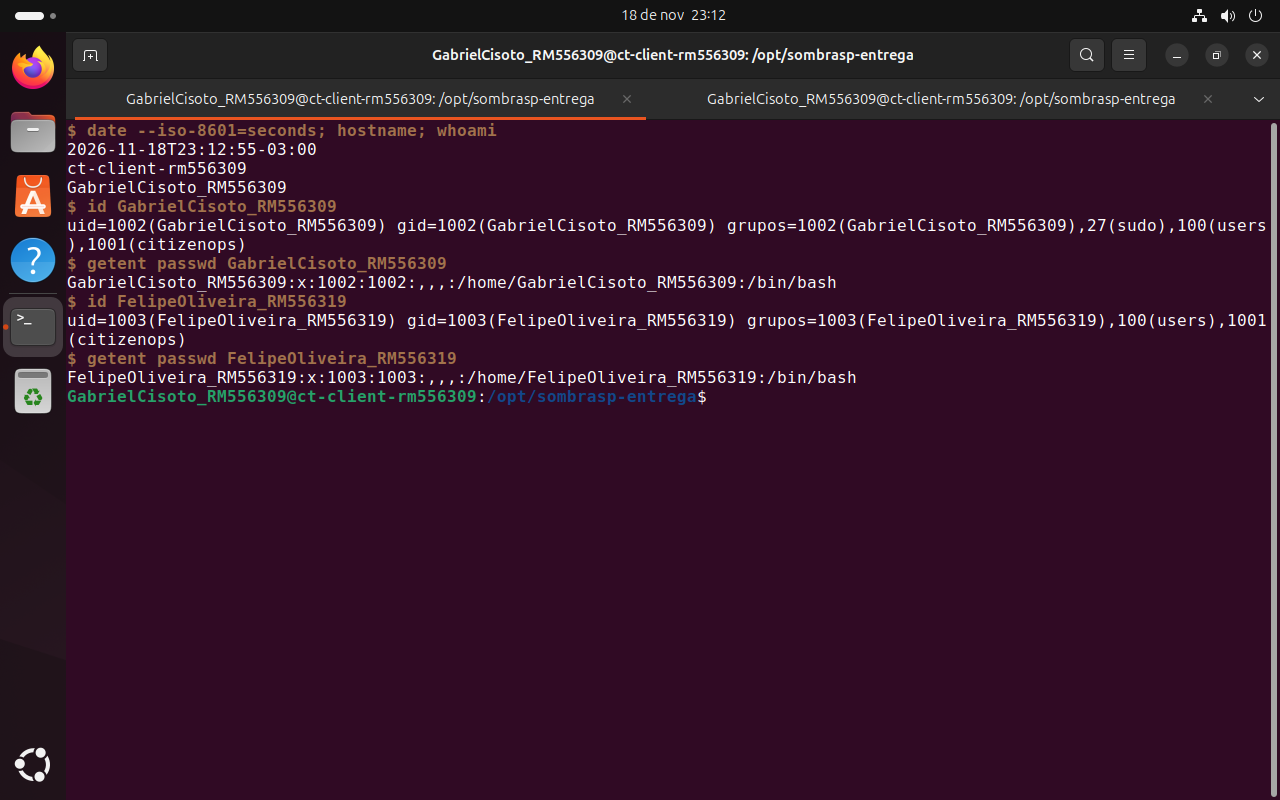 18 de nov 23:12
GabrielCisoto_RM556309@ct-client-rm556309: /opt/sombrasp-entrega
GabrielCisoto_RM556309@ct-client-rm556309: /opt/sombrasp-entrega
GabrielCisoto_RM556309@ct-client-rm556309: /opt/sombrasp-entrega
$ date --iso-8601=seconds; hostname; whoami
2026-11-18T23:12:55-03:00
ct-client-rm556309
GabrielCisoto_RM556309
$ id GabrielCisoto_RM556309
uid=1002(GabrielCisoto_RM556309) gid=1002(GabrielCisoto_RM556309) grupos=1002(GabrielCisoto_RM556309),27(sudo),100(users
),1001(citizenops)
$ getent passwd GabrielCisoto_RM556309
GabrielCisoto_RM556309:x:1002:1002:,,,:/home/GabrielCisoto_RM556309:/bin/bash
$ id FelipeOliveira_RM556319
uid=1003(FelipeOliveira_RM556319) gid=1003(FelipeOliveira_RM556319) grupos=1003(FelipeOliveira_RM556319),100(users),1001
(citizenops)
$ getent passwd FelipeOliveira_RM556319
FelipeOliveira_RM556319:x:1003:1003:,,,:/home/FelipeOliveira_RM556319:/bin/bash
GabrielCisoto_RM556309@ct-client-rm556309:/opt/sombrasp-entrega$